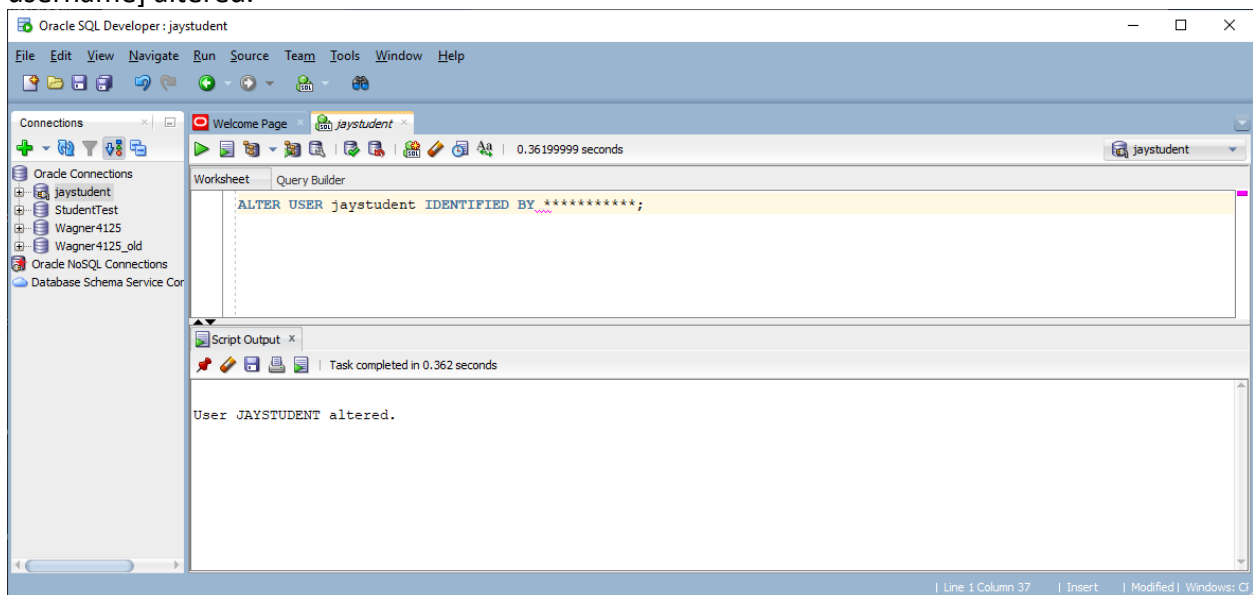 username] altered.
Oracle SQL Developer : jaystudent
File Edit View Navigate Run Source Team Tools Window Help
Connections
Welcome Page
jaystudent
0.36199999 seconds
jaystudent
Oracle Connections
jaystudent
StudentTest
Wagner4125
Wagner4125_old
Oracle NoSQL Connections
Database Schema Service Cor
Worksheet Query Builder
ALTER USER jaystudent IDENTIFIED BY ***********;
Script Output
Task completed in 0.362 seconds
User JAYSTUDENT altered.
| Line 1 Column 37 | Insert | Modified | Windows: CF